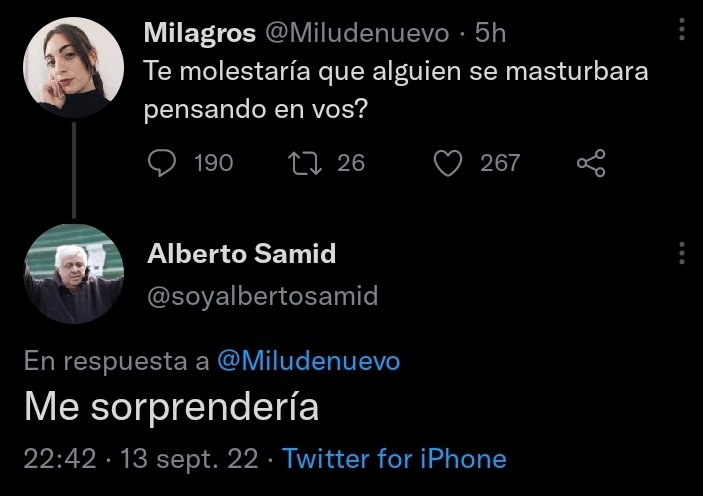 Milagros @Miludenuevo · 5h
Te molestaría que alguien se masturbara
pensando en vos?
190 26 267
Alberto Samid
@soyalbertosamid
En respuesta a @Miludenuevo
Me sorprendería
22:42 · 13 sept. 22 · Twitter for iPhone